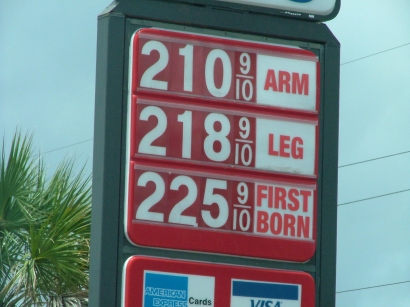 210 9/10 ARM
218 9/10 LEG
225 9/10 FIRST BORN
AMERICAN EXPRESS Cards
VISA